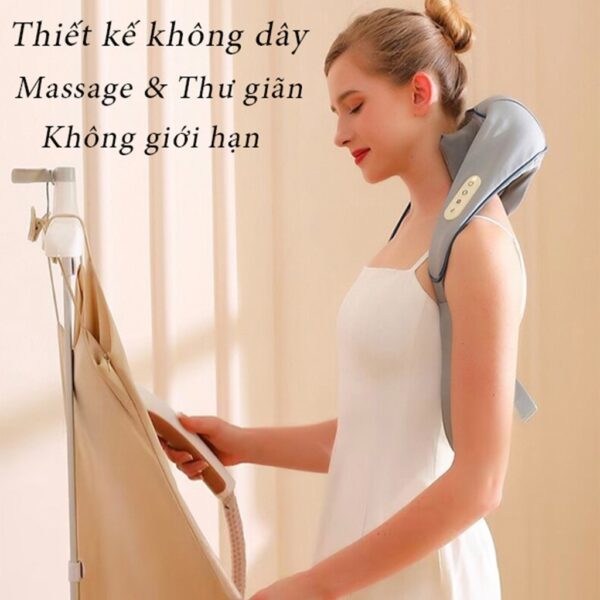 Thiết kế không dây
Massage & Thư giãn
Không giới hạn